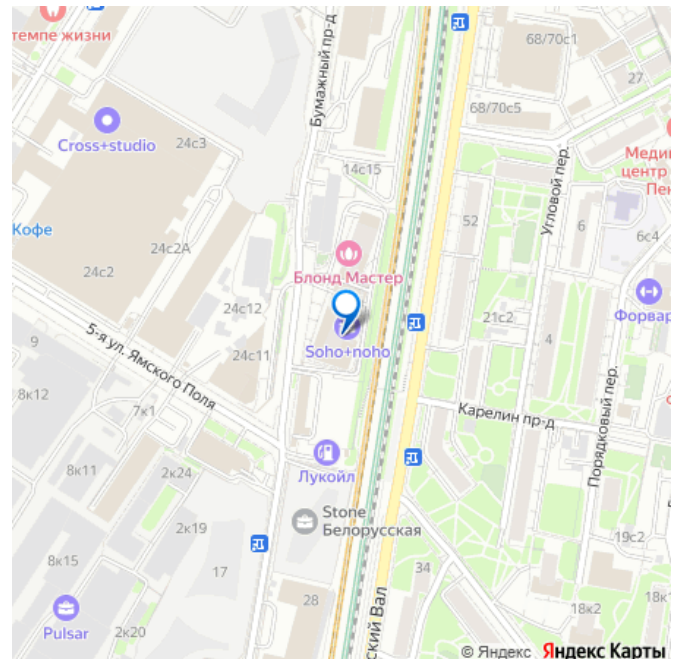 темпе жизни
68/70с1
27
Бумажный пр-д
68/70с5
Cross+studio
24с3
14с15
Угловой пер.
Меди
центр
Пен
52
6
6с4
Кофе
24с2А
Блонд Мастер
24с2
24с12
Форвар
21с2
9
5-я ул. Ямского Поля
24с11
Soho+noho
4
8к12
7к1
Карелин пр-д
Порядковый пер.
8к11
2к24
Лукойл
Stone
Белорусская
2к19
19с2
8к15
17
34
28
ский Вал
18к2
18к1
Pulsar
2к20
© Яндекс Яндекс Карты